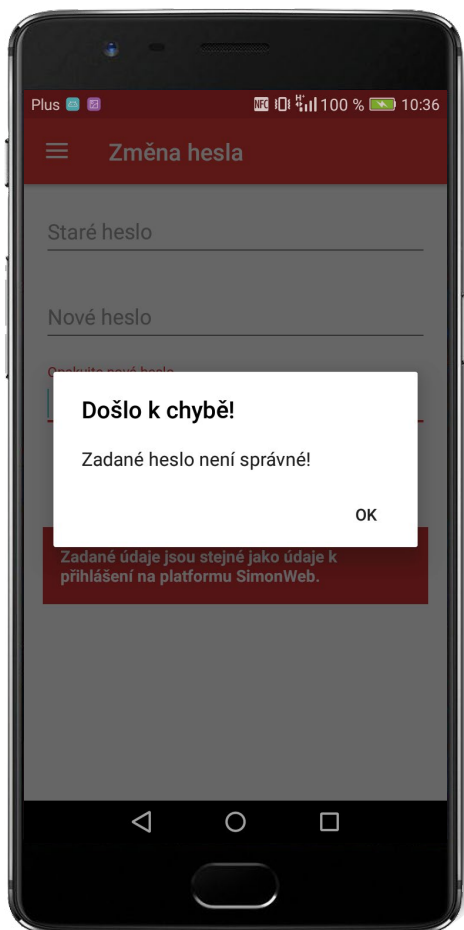 Plus NFC H+ 100 % 10:36
Změna hesla
Staré heslo
Nové heslo
Opakujte nové heslo
Došlo k chybě!
Zadané heslo není správné!
OK
Zadané údaje jsou stejné jako údaje k
přihlášení na platformu SimonWeb.